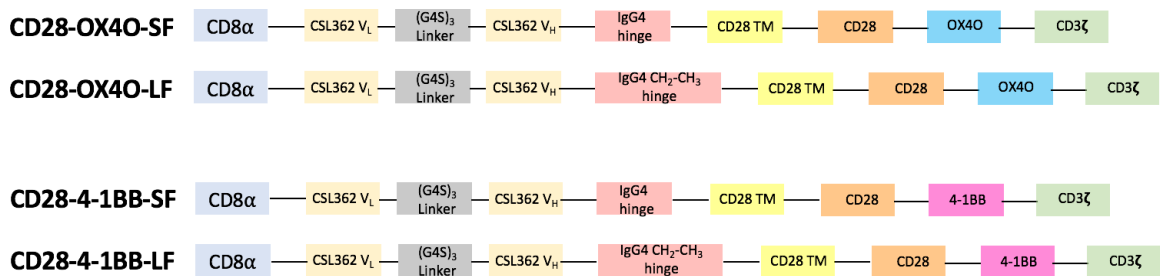 CD28-OX4O-SF
CD8α
CSL362 VL
(G4S)3
Linker
CSL362 VH
IgG4
hinge
CD28 TM
CD28
OX4O
CD3ζ
CD28-OX4O-LF
CD8α
CSL362 VL
(G4S)3
Linker
CSL362 VH
IgG4 CH2-CH3
hinge
CD28 TM
CD28
OX4O
CD3ζ
CD28-4-1BB-SF
CD8α
CSL362 VL
(G4S)3
Linker
CSL362 VH
IgG4
hinge
CD28 TM
CD28
4-1BB
CD3ζ
CD28-4-1BB-LF
CD8α
CSL362 VL
(G4S)3
Linker
CSL362 VH
IgG4 CH2-CH3
hinge
CD28 TM
CD28
4-1BB
CD3ζ